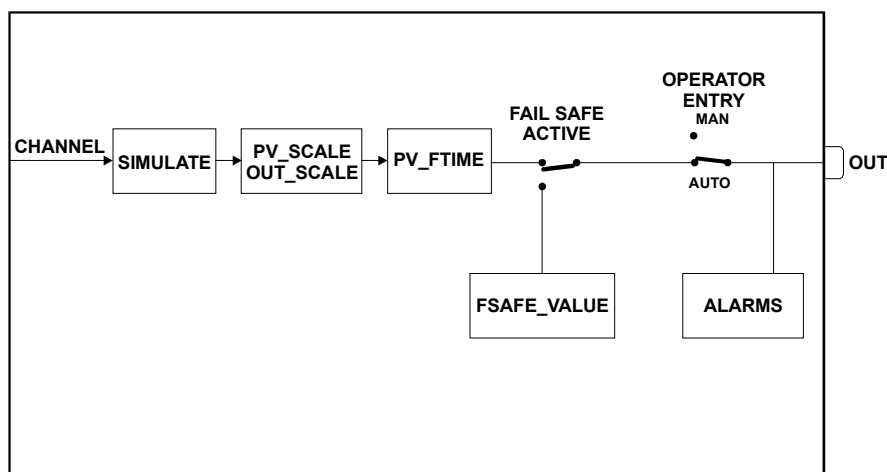 CHANNEL
SIMULATE
PV_SCALE
OUT_SCALE
PV_FTIME
FAIL SAFE
ACTIVE
OPERATOR
ENTRY
MAN
AUTO
OUT
FSAFE_VALUE
ALARMS